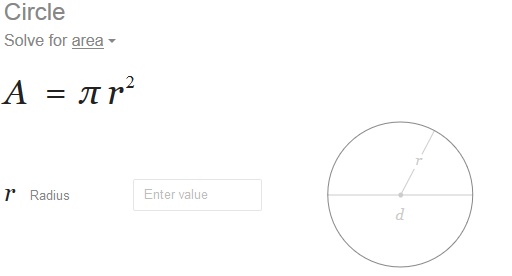 Circle
Solve for area
A = π r²
r Radius Enter value
r
d